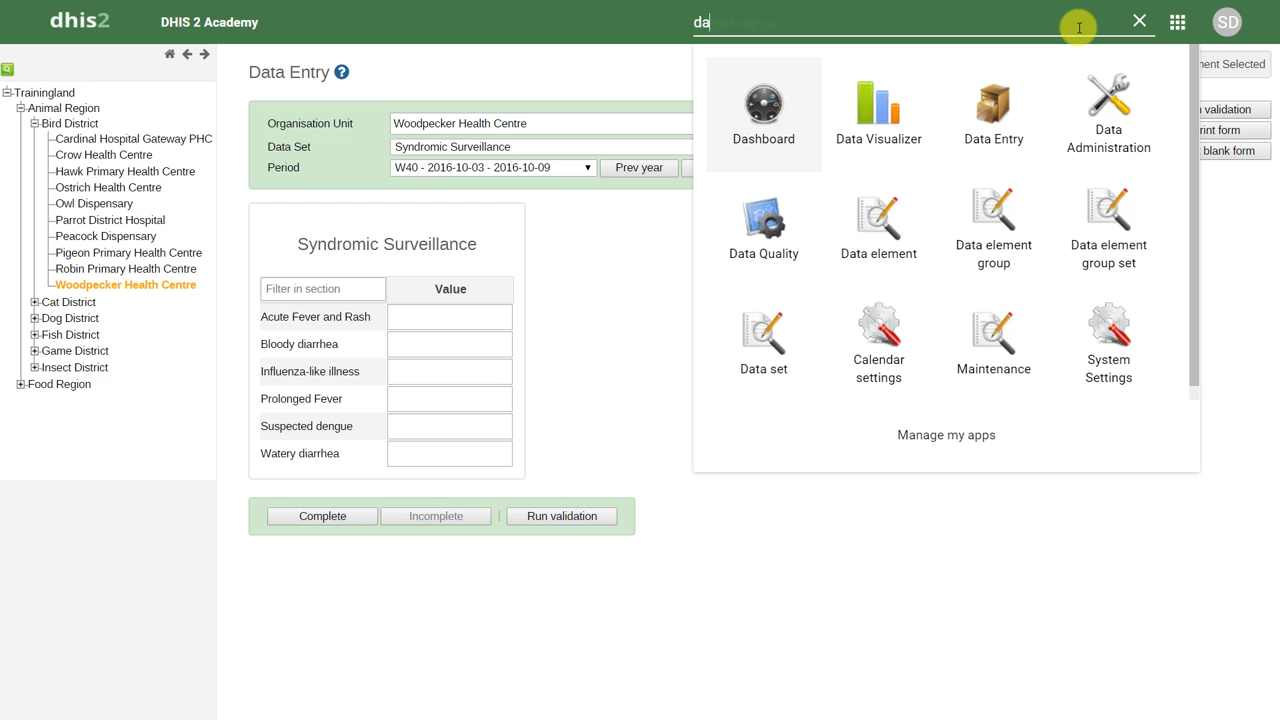 dhis2
DHIS 2 Academy
da
SD
Trainingland
Animal Region
Bird District
Cardinal Hospital Gateway PHC
Crow Health Centre
Hawk Primary Health Centre
Ostrich Health Centre
Owl Dispensary
Parrot District Hospital
Peacock Dispensary
Pigeon Primary Health Centre
Robin Primary Health Centre
Woodpecker Health Centre
Cat District
Dog District
Fish District
Game District
Insect District
Food Region
Data Entry
Organisation Unit
Woodpecker Health Centre
Data Set
Syndromic Surveillance
Period
W40 - 2016-10-03 - 2016-10-09
Prev year
Syndromic Surveillance
Filter in section
Value
Acute Fever and Rash
Bloody diarrhea
Influenza-like illness
Prolonged Fever
Suspected dengue
Watery diarrhea
Complete
Incomplete
Run validation
Dashboard
Data Visualizer
Data Entry
Data
Administration
Data Quality
Data element
Data element
group
Data element
group set
Data set
Calendar
settings
Maintenance
System
Settings
Manage my apps
Selected
validation
form
blank form